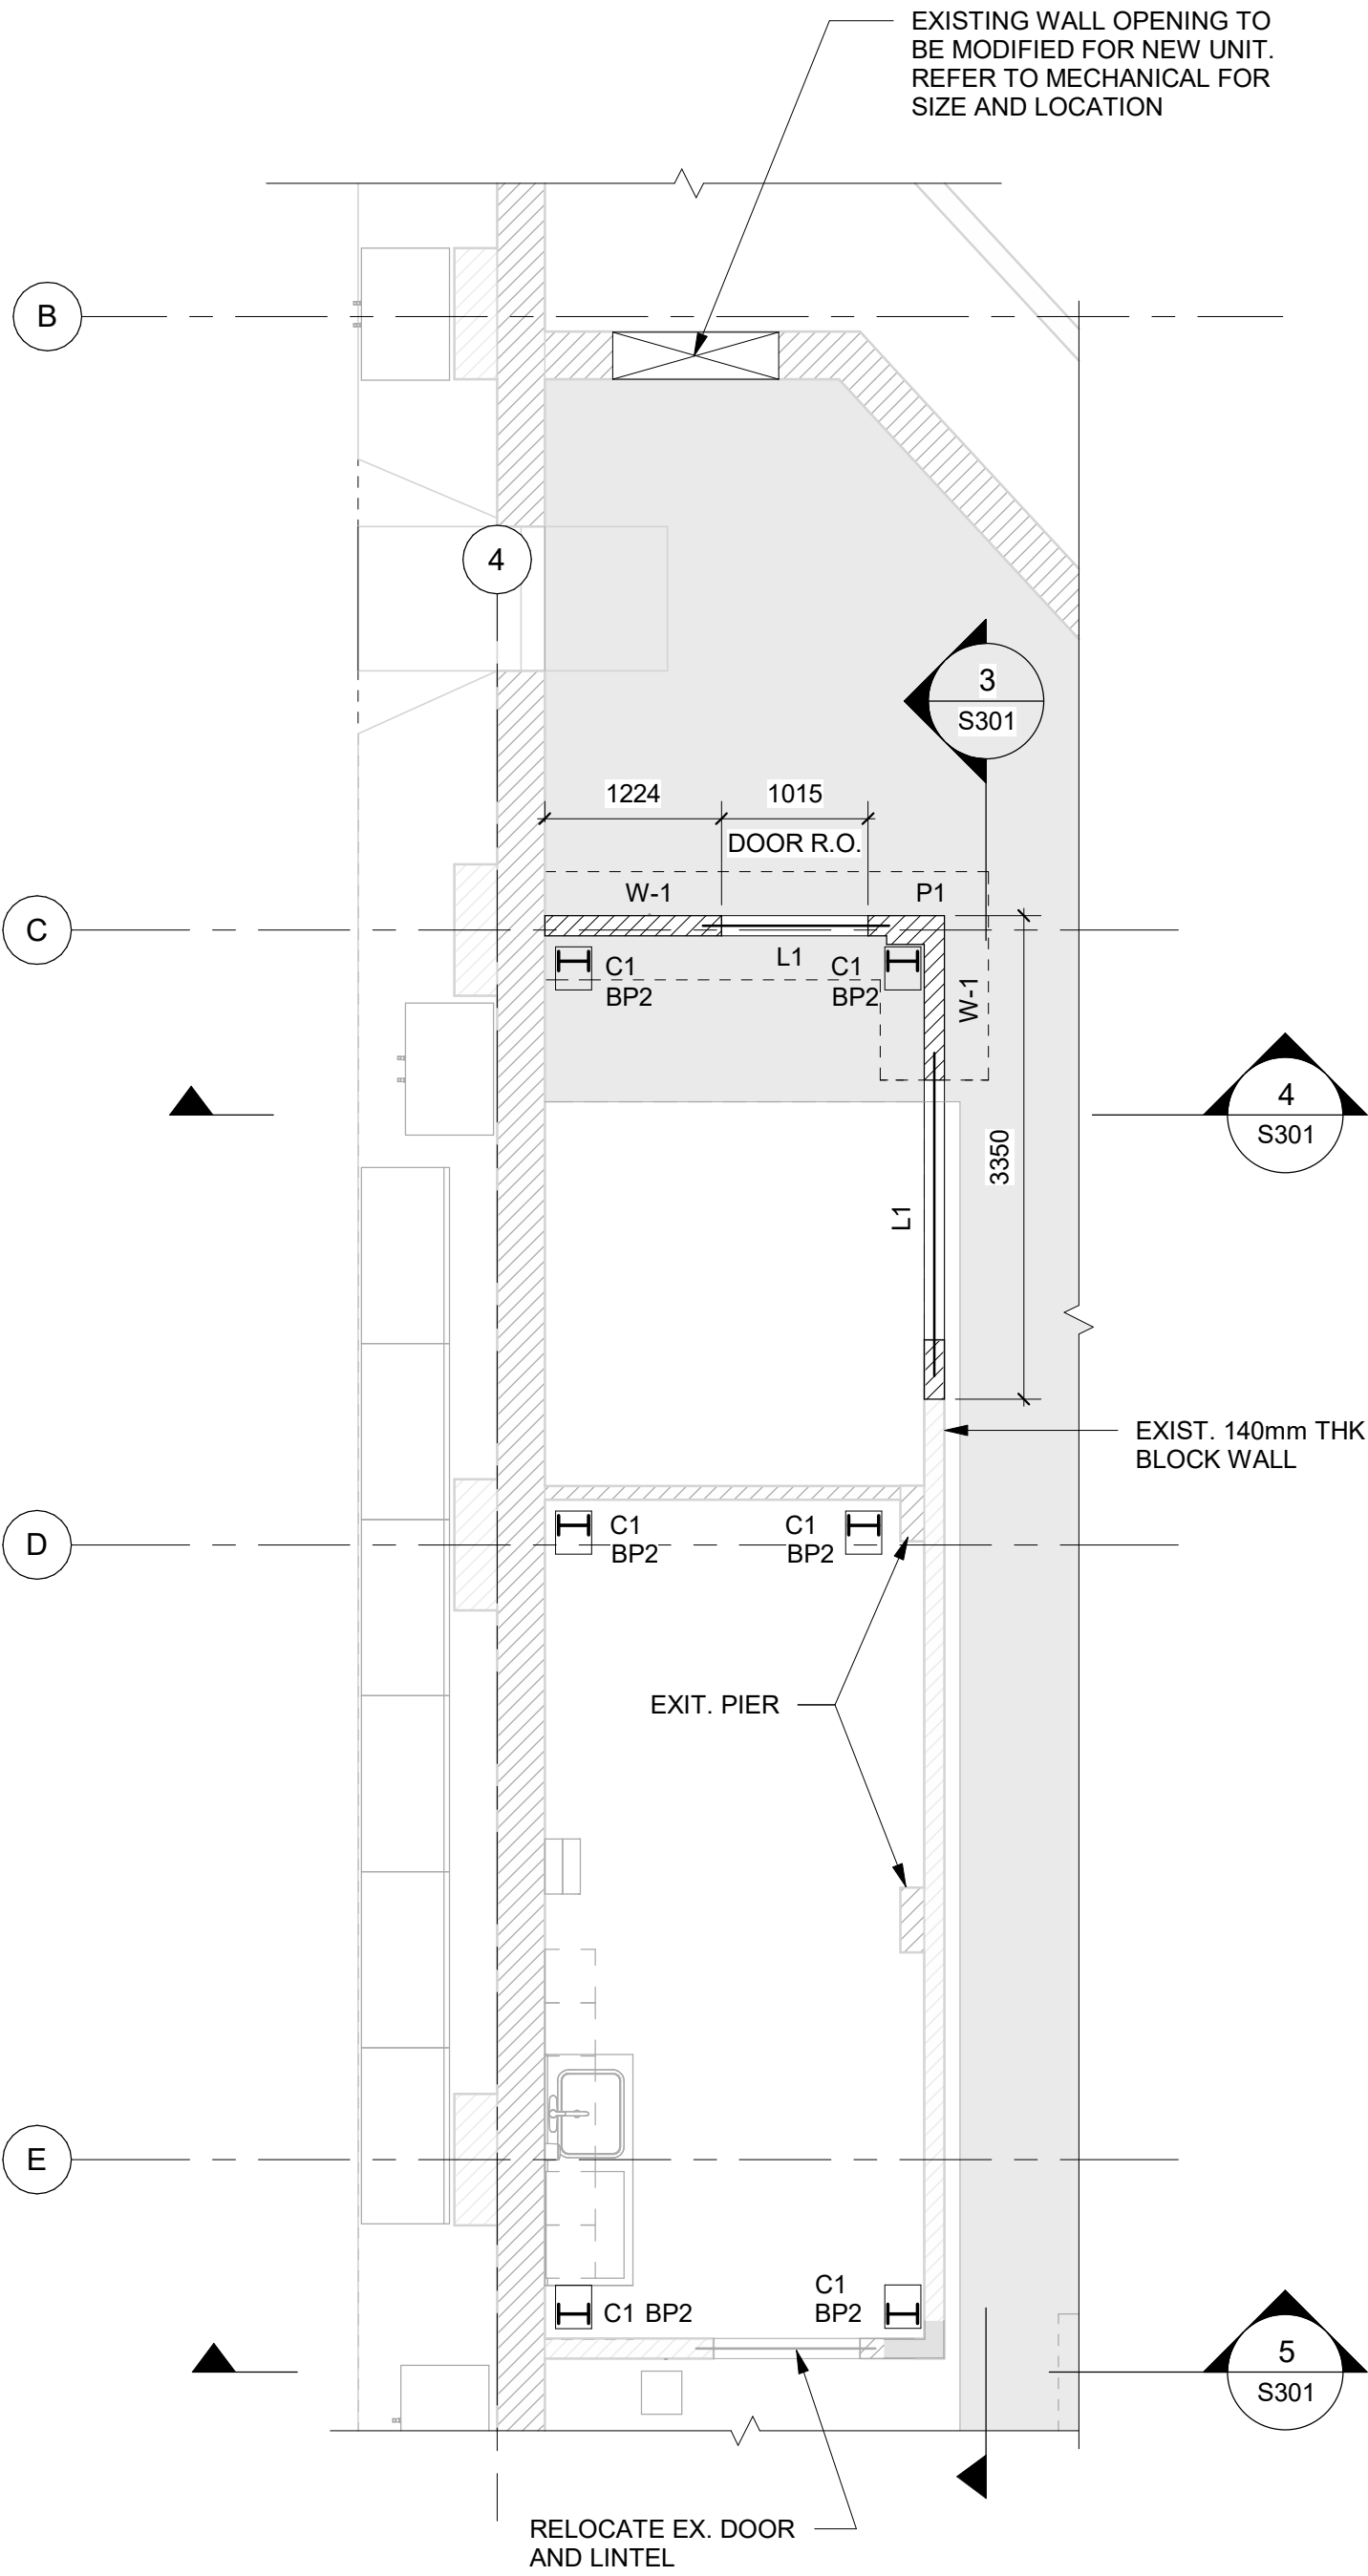 EXISTING WALL OPENING TO
BE MODIFIED FOR NEW UNIT.
REFER TO MECHANICAL FOR
SIZE AND LOCATION
B
4
3
S301
1224
1015
DOOR R.O.
W-1
P1
C
L1
C1
BP2
C1
BP2
W-1
4
S301
3350
L1
EXIST. 140mm THK
BLOCK WALL
D
C1
BP2
C1
BP2
EXIT. PIER
E
C1 BP2
C1
BP2
5
S301
RELOCATE EX. DOOR
AND LINTEL